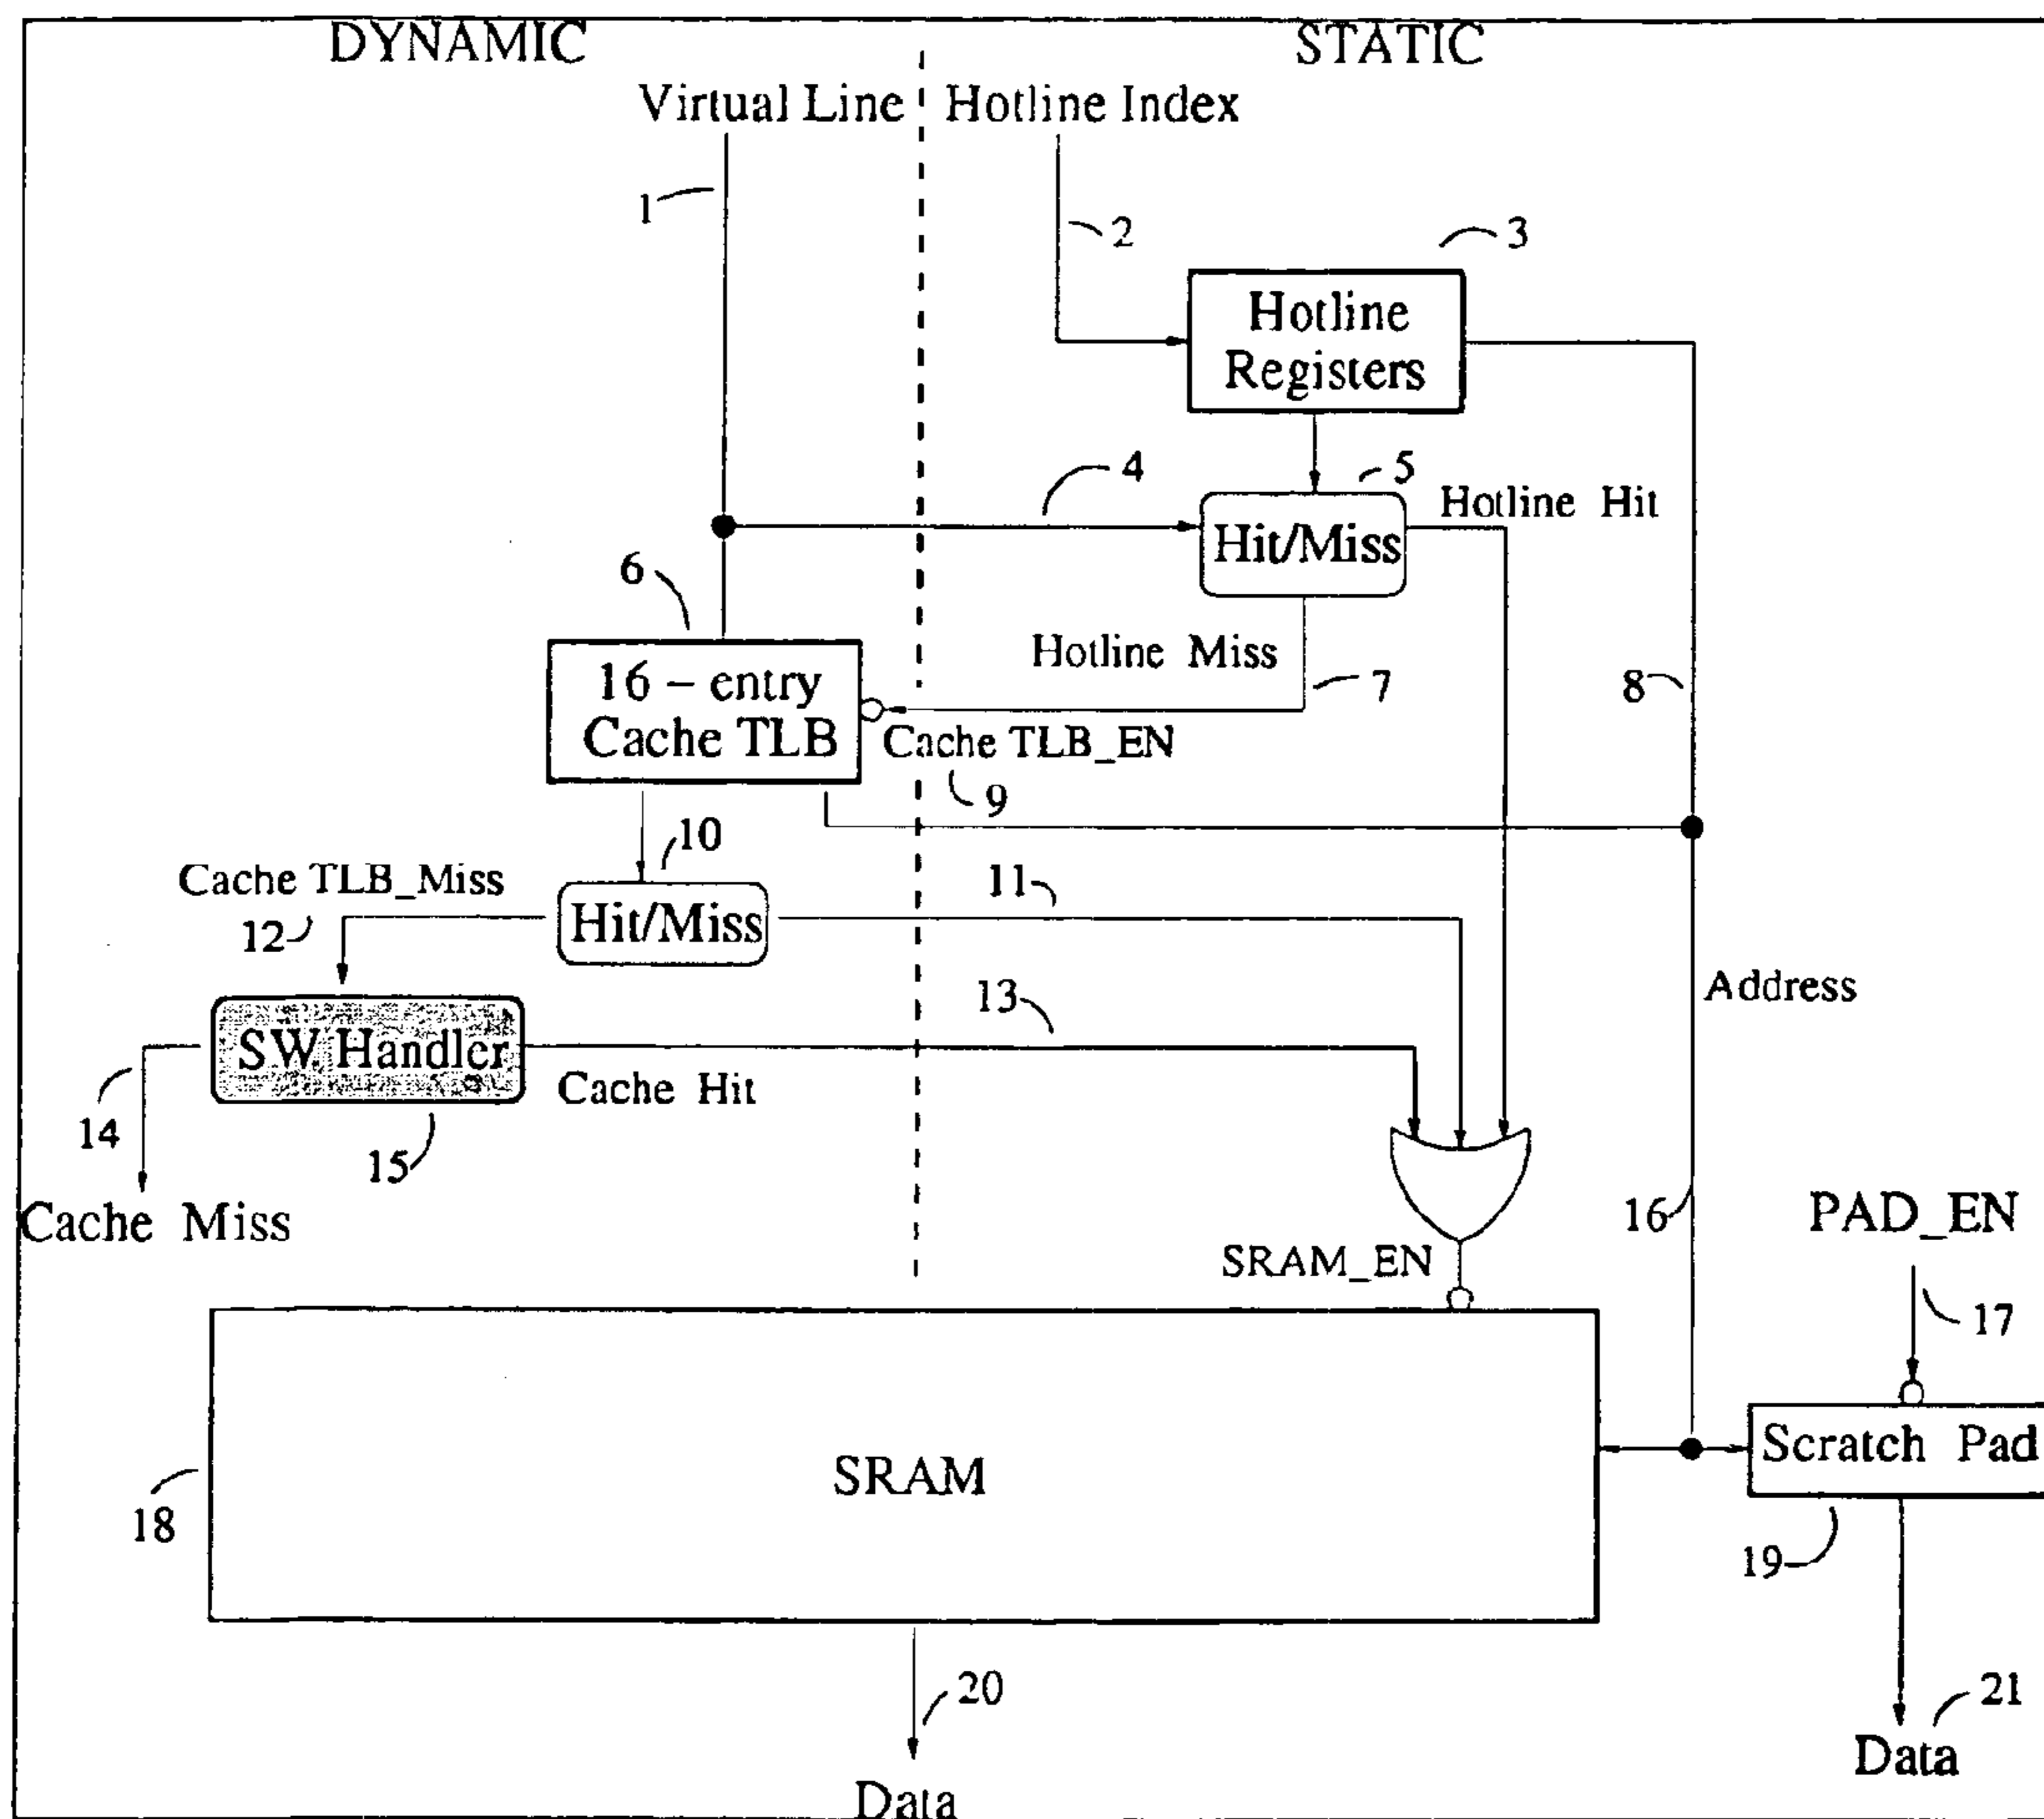 DYNAMIC
STATIC
Virtual Line
Hotline Index
1
2
3
Hotline
Registers
4
5
Hotline Hit
Hit/Miss
6
Hotline Miss
7
8
16 – entry
Cache TLB
Cache TLB_EN
9
10
Cache TLB_Miss
11
12
Hit/Miss
13
Address
SW Handler
Cache Hit
14
15
16
PAD_EN
Cache Miss
SRAM_EN
17
Scratch Pad
SRAM
18
19
20
21
Data
Data